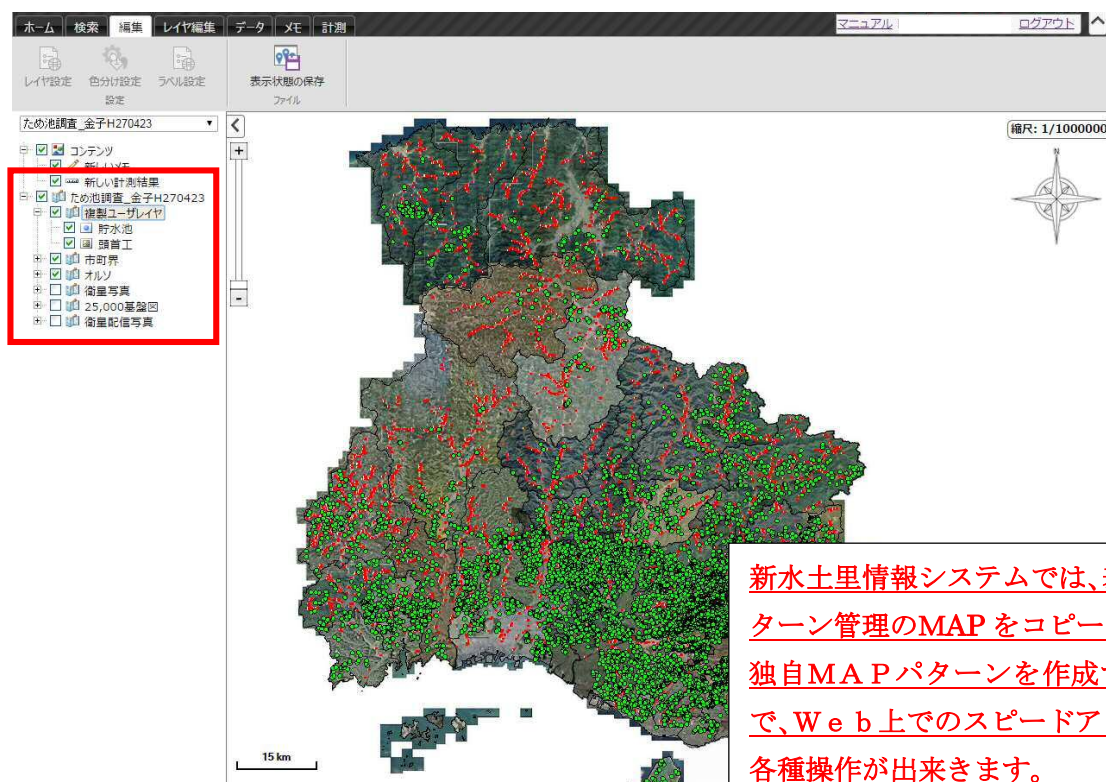 ホーム 検索 編集 レイヤ編集 データ メモ 計測 マニュアル ログアウト
レイヤ設定 色分け設定 ラベル設定 表示状態の保存
設定 ファイル
ため池調査_金子H270423
縮尺: 1/1000000
コンテンツ
新しいメモ
新しい計測結果
ため池調査_金子H270423
複製ユーザレイヤ
貯水池
頭首工
市町界
オルソ
衛星写真
25,000基盤図
衛星配信写真
N
+
-
15 km
新水土里情報システムでは、
ターン管理のMAPをコピー
独自MAPパターンを作成
で、Web上でのスピードア
各種操作が出来きます。